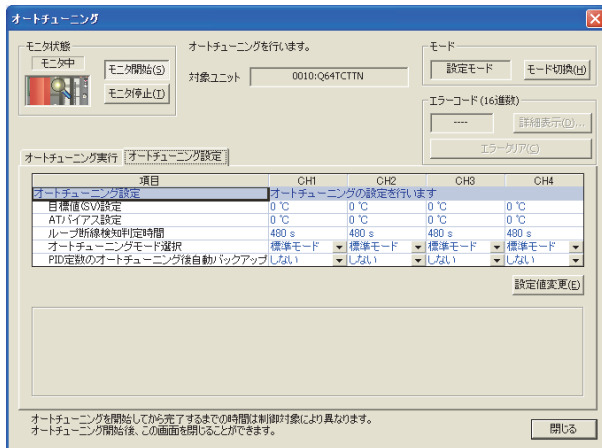 オートチューニング
モニタ状態
モニタ中
モニタ開始(S)
モニタ停止(T)
オートチューニングを行います。
対象ユニット
0010:Q64TCTTN
モード
設定モード
モード切換(H)
エラーコード(16進数)
----
詳細表示(D)...
エラークリア(C)
オートチューニング実行
オートチューニング設定
項目 CH1 CH2 CH3 CH4
オートチューニング設定 オートチューニングの設定を行います
目標値(SV)設定 0 ℃ 0 ℃ 0 ℃ 0 ℃
ATバイアス設定 0 ℃ 0 ℃ 0 ℃ 0 ℃
ループ断線検知判定時間 480 s 480 s 480 s 480 s
オートチューニングモード選択 標準モード 標準モード 標準モード 標準モード
PID定数のオートチューニング後自動バックアップ しない しない しない しない
設定値変更(E)
オートチューニングを開始してから完了するまでの時間は制御対象により異なります。
オートチューニング開始後、この画面を閉じることができます。
閉じる